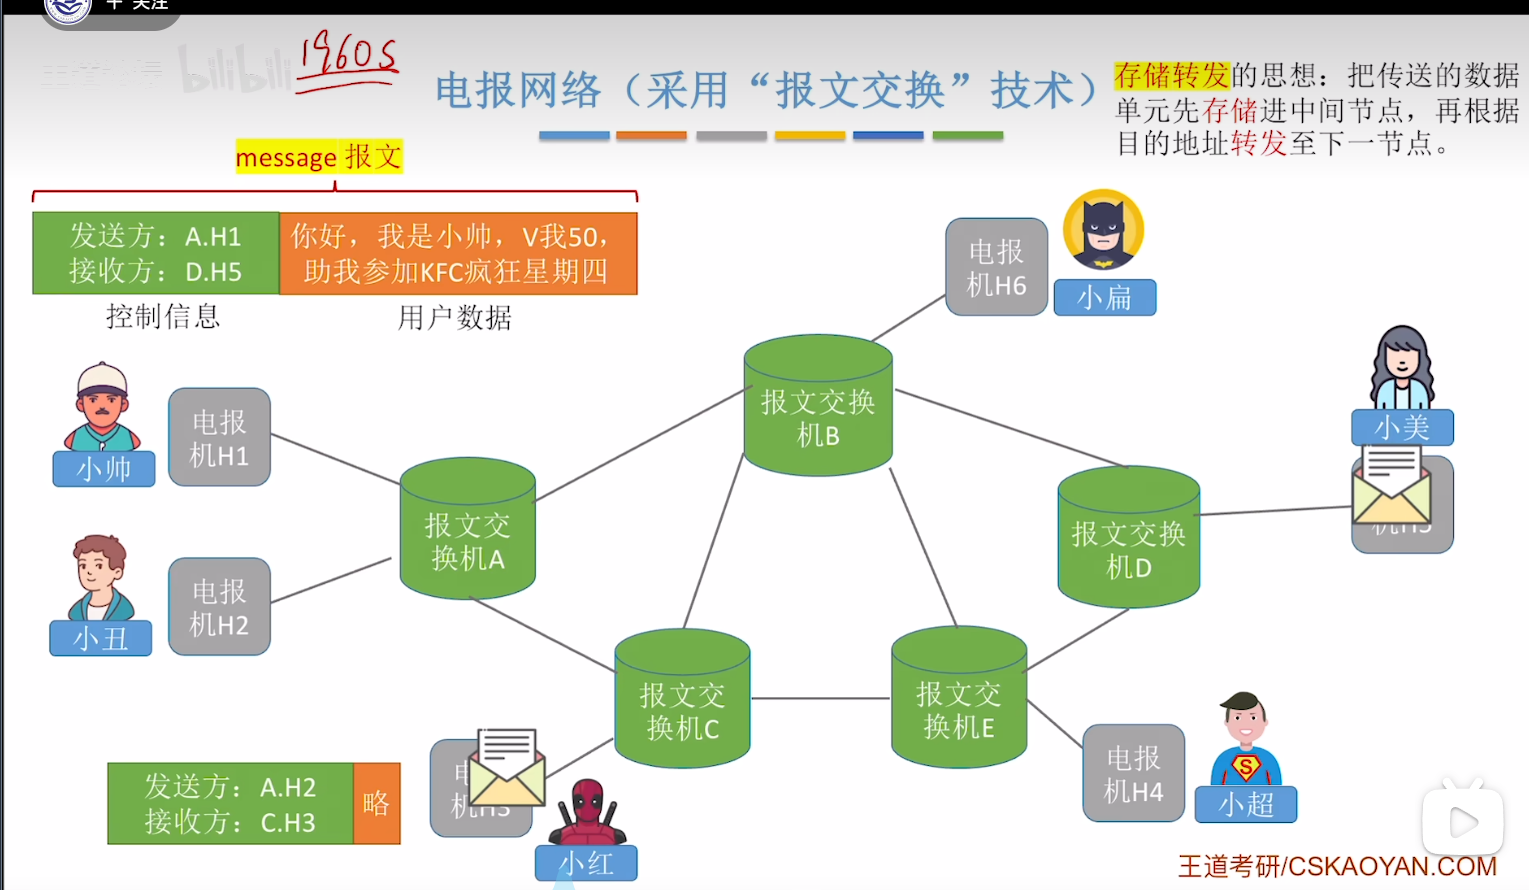 十 关注
bilibili
1960s
电报网络（采用“报文交换”技术）
存储转发的思想：把传送的数据
单元先存储进中间节点，再根据
目的地址转发至下一节点。
message 报文
发送方：A.H1
接收方：D.H5
你好，我是小帅，V我50，
助我参加KFC疯狂星期四
控制信息
用户数据
电报
机H6
小扁
报文交换
机B
小美
电报
机H1
小帅
报文交
换机A
报文交换
机D
机H5
电报
机H2
小丑
报文交
换机C
报文交
换机E
电报
机H4
S
小超
发送方：A.H2
接收方：C.H3
略
机H3
小红
王道考研/CSKAOYAN.COM